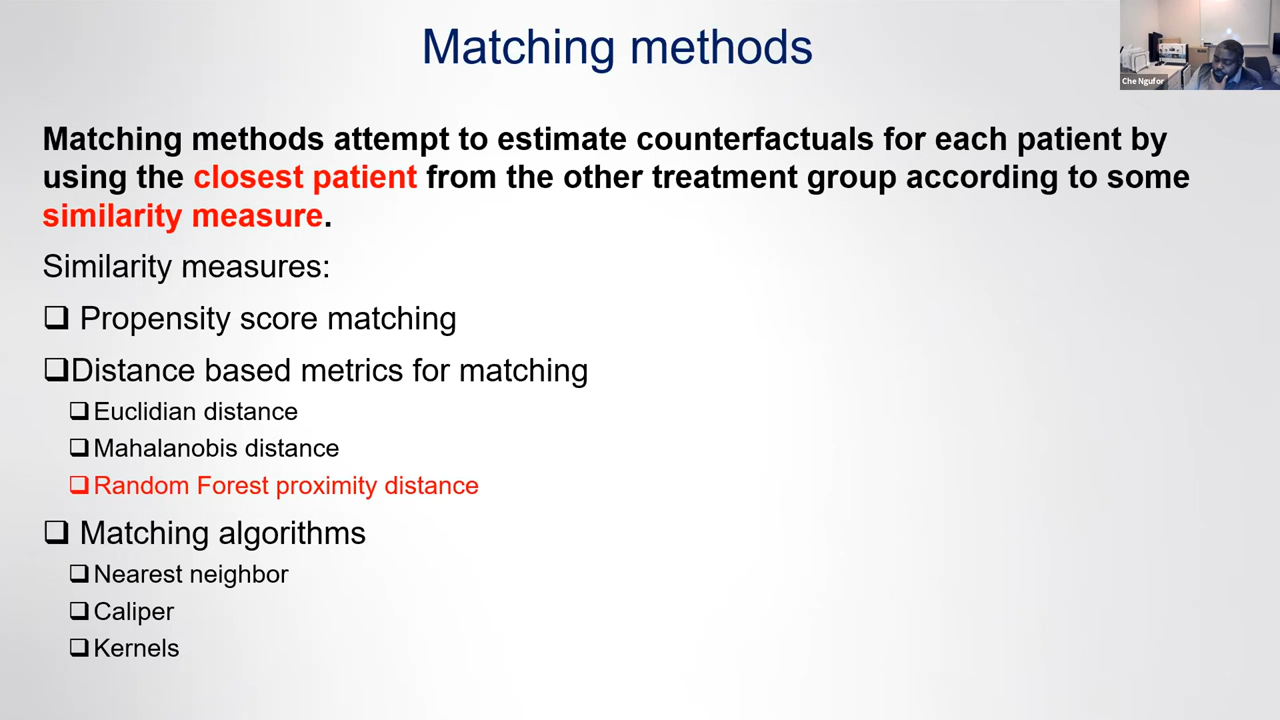 Matching methods
Che Ngufor
Matching methods attempt to estimate counterfactuals for each patient by
using the closest patient from the other treatment group according to some
similarity measure.
Similarity measures:
❑ Propensity score matching
❑Distance based metrics for matching
❑Euclidian distance
❑Mahalanobis distance
❑Random Forest proximity distance
❑ Matching algorithms
❑Nearest neighbor
❑Caliper
❑Kernels